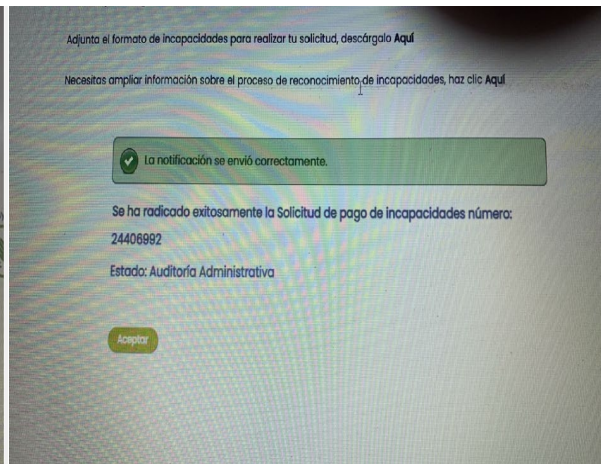 Adjunta el formato de incapacidades para realizar tu solicitud, descárgalo Aquí
Necesitas ampliar información sobre el proceso de reconocimiento de incapacidades, haz clic Aquí
La notificación se envió correctamente.
Se ha radicado exitosamente la Solicitud de pago de incapacidades número:
24406992
Estado: Auditoría Administrativa
Aceptar